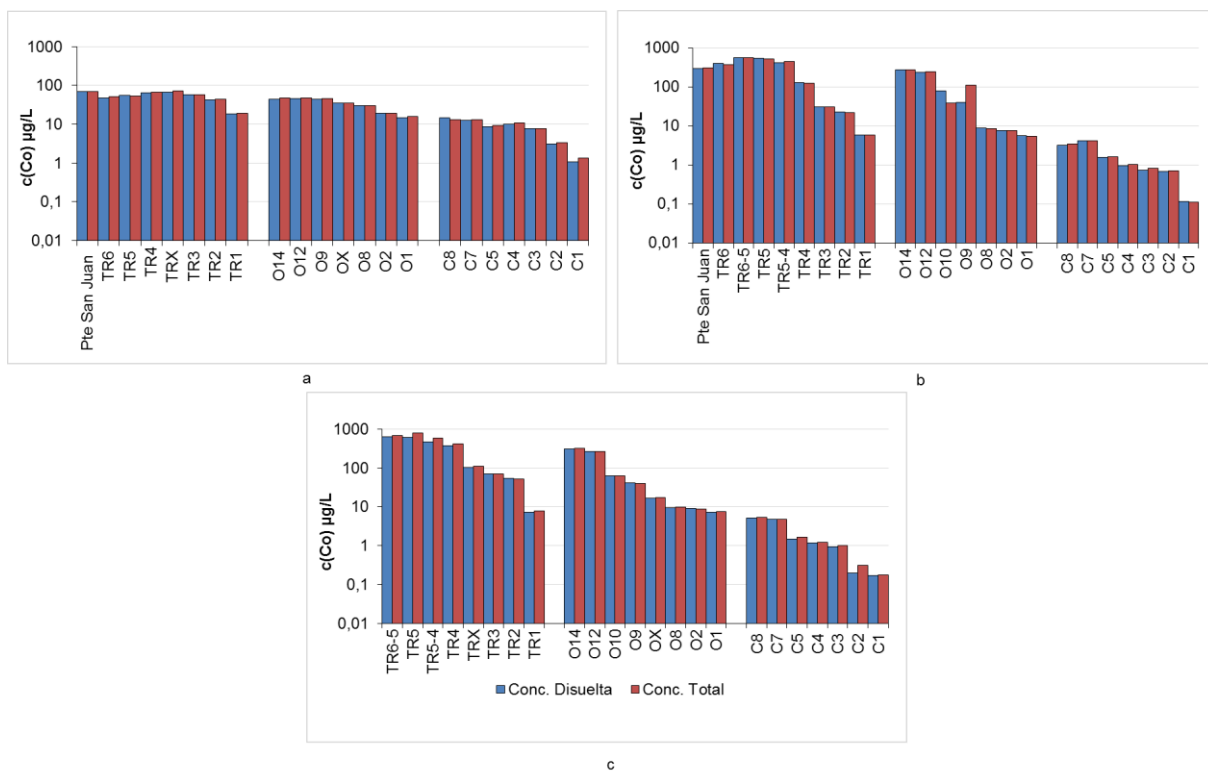 1000
100
10
1
0,1
0,01
c(Co) µg/L
Pte San Juan
TR6
TR5
TR4
TRX
TR3
TR2
TR1
O14
O12
O9
OX
O8
O2
O1
C8
C7
C5
C4
C3
C2
C1
a
1000
100
10
1
0,1
0,01
c(Co) µg/L
Pte San Juan
TR6
TR6-5
TR5
TR5-4
TR4
TR3
TR2
TR1
O14
O12
O10
O9
O8
O2
O1
C8
C7
C5
C4
C3
C2
C1
b
1000
100
10
1
0,1
0,01
c(Co) µg/L
TR6-5
TR5
TR5-4
TR4
TRX
TR3
TR2
TR1
O14
O12
O10
O9
OX
O8
O2
O1
C8
C7
C5
C4
C3
C2
C1
Conc. Disuelta
Conc. Total
c